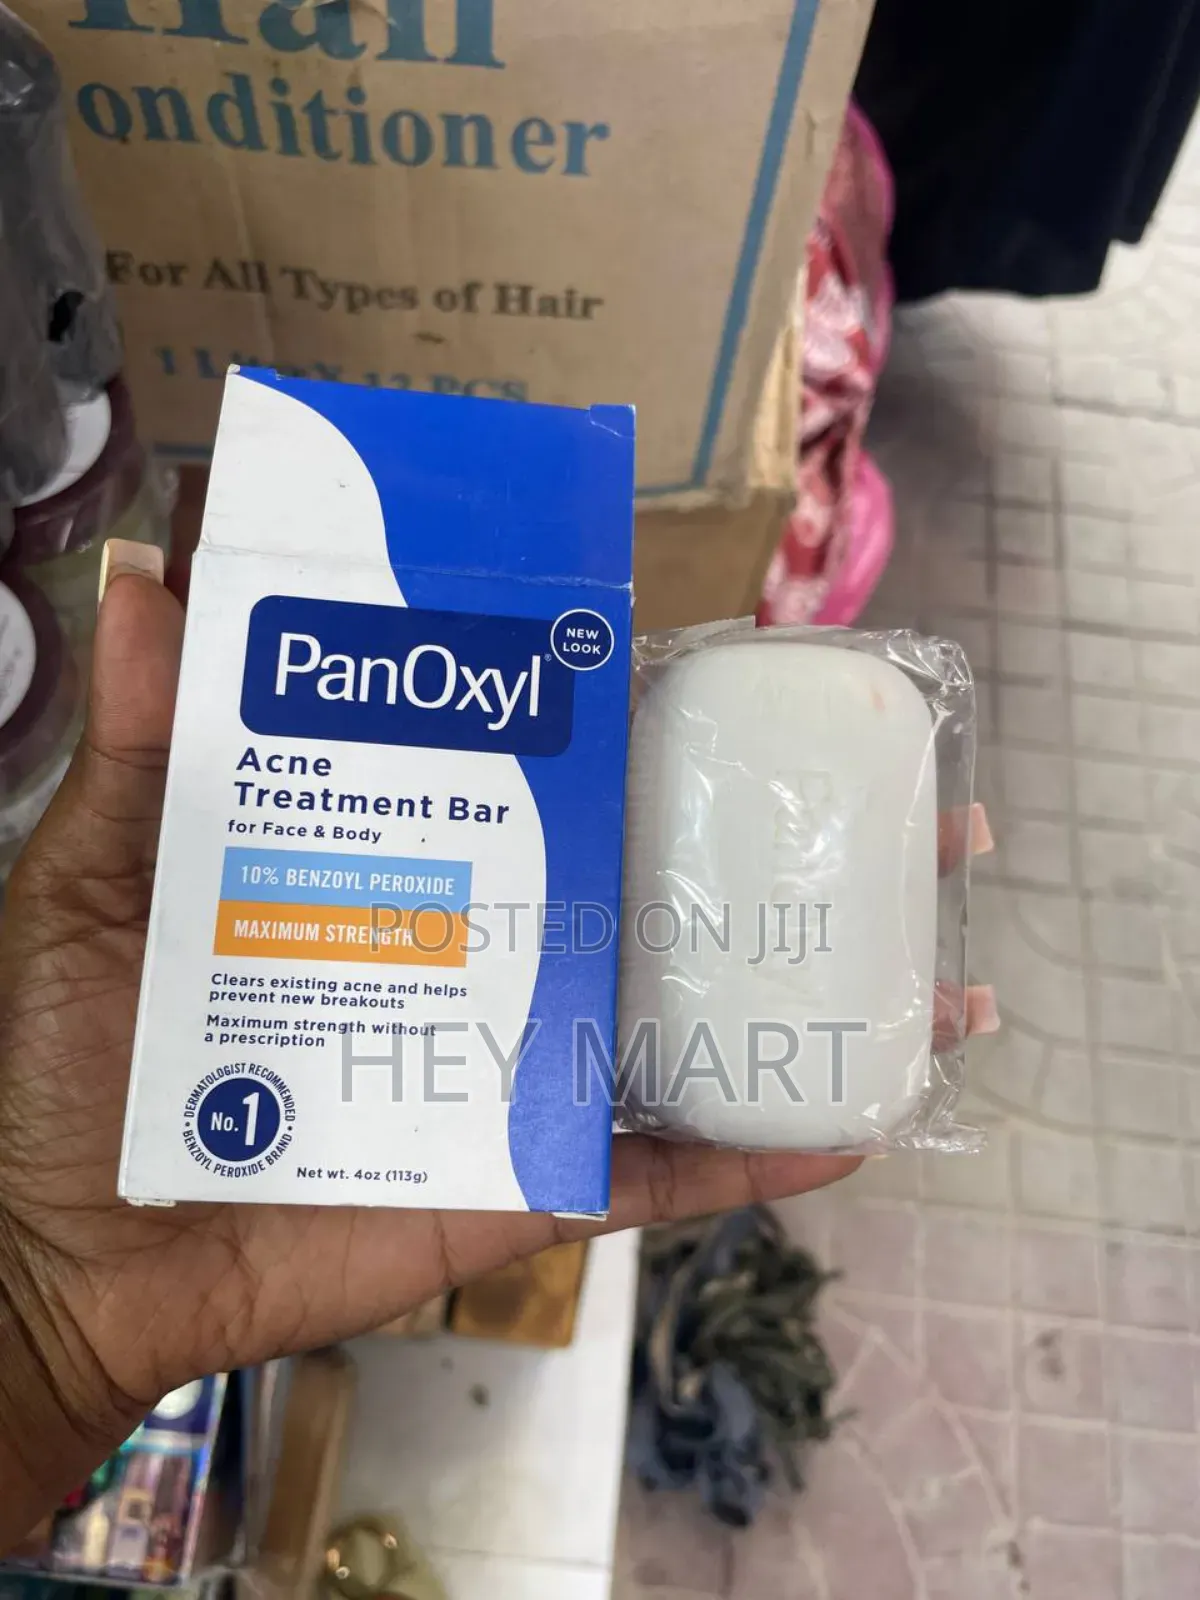 onditioner
For All Types of Hair
PanOxyl®
NEW
LOOK
Acne
Treatment Bar
for Face & Body
10% BENZOYL PEROXIDE
MAXIMUM STRENGTH
POSTED ON JIJI
Clears existing acne and helps
prevent new breakouts
Maximum strength without
a prescription
HEY MART
DERMATOLOGIST RECOMMENDED
No. 1
BENZOYL PEROXIDE BRAND
Net wt. 4oz (113g)